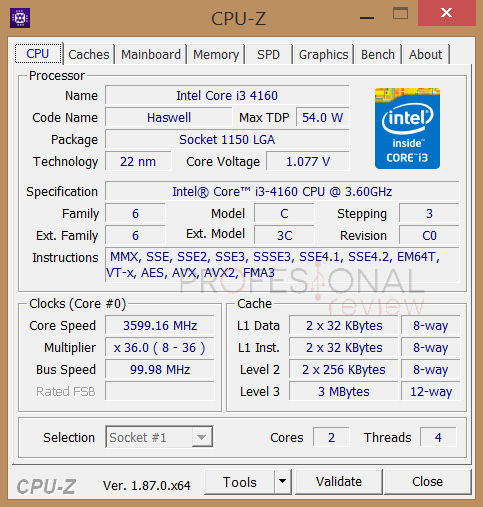 CPU-Z
CPU Caches Mainboard Memory SPD Graphics Bench About
Processor
Name Intel Core i3 4160
Code Name Haswell Max TDP 54.0 W
Package Socket 1150 LGA
Technology 22 nm Core Voltage 1.077 V
intel inside™ CORE™ i3
Specification Intel® Core™ i3-4160 CPU @ 3.60GHz
Family 6 Model C Stepping 3
Ext. Family 6 Ext. Model 3C Revision C0
Instructions MMX, SSE, SSE2, SSE3, SSSE3, SSE4.1, SSE4.2, EM64T,
VT-x, AES, AVX, AVX2, FMA3
PROFESIONAL
review
Clocks (Core #0)
Core Speed 3599.16 MHz
Multiplier x 36.0 ( 8 - 36 )
Bus Speed 99.98 MHz
Rated FSB
Cache
L1 Data 2 x 32 KBytes 8-way
L1 Inst. 2 x 32 KBytes 8-way
Level 2 2 x 256 KBytes 8-way
Level 3 3 MBytes 12-way
Selection Socket #1 Cores 2 Threads 4
CPU-Z Ver. 1.87.0.x64 Tools Validate Close